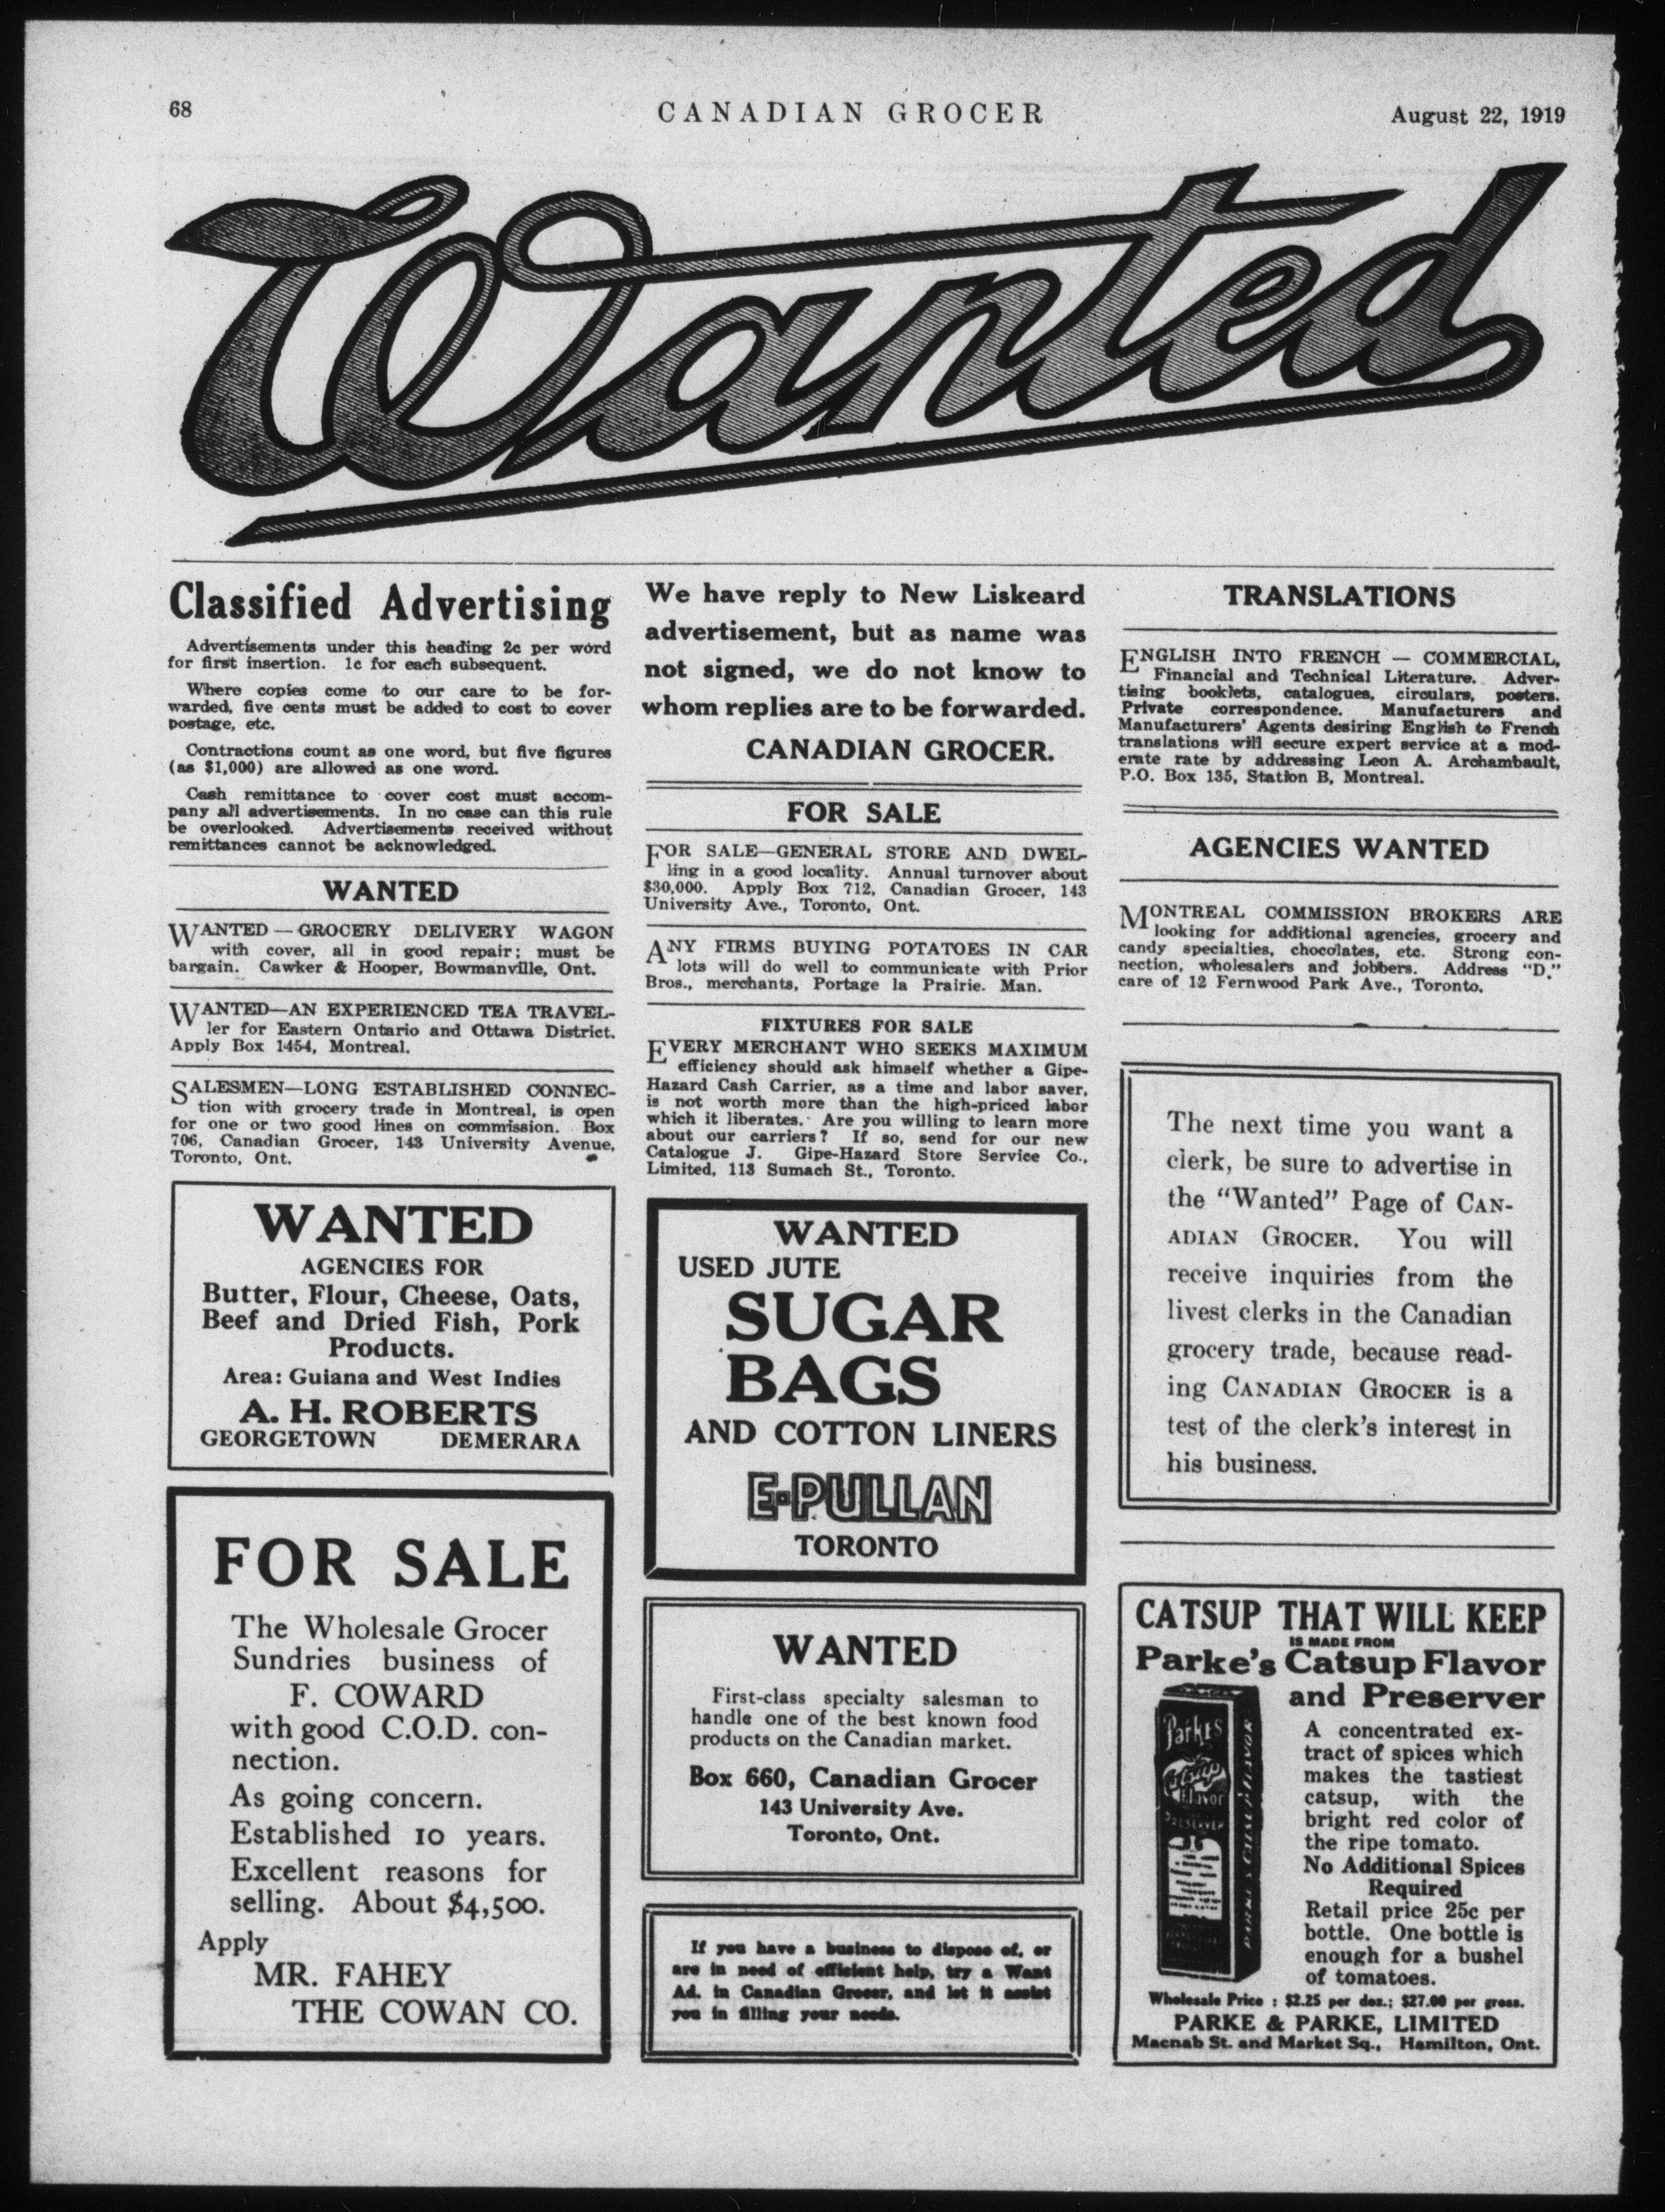 68
CANADIAN GROCER
August 22, 1919
Wanted
Classified Advertising
Advertisements under this heading 2c per word
for first insertion. 1c for each subsequent.
Where copies come to our care to be for-
warded, five cents must be added to cost to cover
postage, etc.
Contractions count as one word, but five figures
(as $1,000) are allowed as one word.
Cash remittance to cover cost must accom-
pany all advertisements. In no case can this rule
be overlooked. Advertisements received without
remittances cannot be acknowledged.
WANTED
WANTED — GROCERY DELIVERY WAGON
with cover, all in good repair; must be
bargain. Cawker & Hooper, Bowmanville, Ont.
WANTED—AN EXPERIENCED TEA TRAVEL-
ler for Eastern Ontario and Ottawa District.
Apply Box 1454, Montreal.
SALESMEN—LONG ESTABLISHED CONNEC-
tion with grocery trade in Montreal, is open
for one or two good lines on commission. Box
706, Canadian Grocer, 143 University Avenue,
Toronto, Ont.
WANTED
AGENCIES FOR
Butter, Flour, Cheese, Oats,
Beef and Dried Fish, Pork
Products.
Area: Guiana and West Indies
A. H. ROBERTS
GEORGETOWN DEMERARA
FOR SALE
The Wholesale Grocer
Sundries business of
F. COWARD
with good C.O.D. con-
nection.
As going concern.
Established 10 years.
Excellent reasons for
selling. About $4,500.
Apply
MR. FAHEY
THE COWAN CO.
We have reply to New Liskeard
advertisement, but as name was
not signed, we do not know to
whom replies are to be forwarded.
CANADIAN GROCER.
FOR SALE
FOR SALE—GENERAL STORE AND DWEL-
ling in a good locality. Annual turnover about
$30,000. Apply Box 712, Canadian Grocer, 143
University Ave., Toronto, Ont.
ANY FIRMS BUYING POTATOES IN CAR
lots will do well to communicate with Prior
Bros., merchants, Portage la Prairie. Man.
FIXTURES FOR SALE
EVERY MERCHANT WHO SEEKS MAXIMUM
efficiency should ask himself whether a Gipe-
Hazard Cash Carrier, as a time and labor saver,
is not worth more than the high-priced labor
which it liberates. Are you willing to learn more
about our carriers? If so, send for our new
Catalogue J. Gipe-Hazard Store Service Co.,
Limited, 113 Sumach St., Toronto.
WANTED
USED JUTE
SUGAR
BAGS
AND COTTON LINERS
E-PULLAN
TORONTO
WANTED
First-class specialty salesman to
handle one of the best known food
products on the Canadian market.
Box 660, Canadian Grocer
143 University Ave.
Toronto, Ont.
If you have a business to dispose of, or
are in need of efficient help, try a Want
Ad. in Canadian Grocer, and let it assist
you in filling your needs.
TRANSLATIONS
ENGLISH INTO FRENCH — COMMERCIAL,
Financial and Technical Literature. Adver-
tising booklets, catalogues, circulars, posters.
Private correspondence. Manufacturers and
Manufacturers' Agents desiring English to French
translations will secure expert service at a mod-
erate rate by addressing Leon A. Archambault,
P.O. Box 135, Station B, Montreal.
AGENCIES WANTED
MONTREAL COMMISSION BROKERS ARE
looking for additional agencies, grocery and
candy specialties, chocolates, etc. Strong con-
nection, wholesalers and jobbers. Address "D."
care of 12 Fernwood Park Ave., Toronto.
The next time you want a
clerk, be sure to advertise in
the "Wanted" Page of CAN-
ADIAN GROCER. You will
receive inquiries from the
livest clerks in the Canadian
grocery trade, because read-
ing CANADIAN GROCER is a
test of the clerk's interest in
his business.
CATSUP THAT WILL KEEP
IS MADE FROM
Parke's Catsup Flavor
and Preserver
Parkes
Catsup
Flavor
PRESERVER
PARKE'S CATSUP FLAVOR
A concentrated ex-
tract of spices which
makes the tastiest
catsup, with the
bright red color of
the ripe tomato.
No Additional Spices
Required
Retail price 25c per
bottle. One bottle is
enough for a bushel
of tomatoes.
Wholesale Price : $2.25 per doz.; $27.00 per gross.
PARKE & PARKE, LIMITED
Macnab St. and Market Sq., Hamilton, Ont.